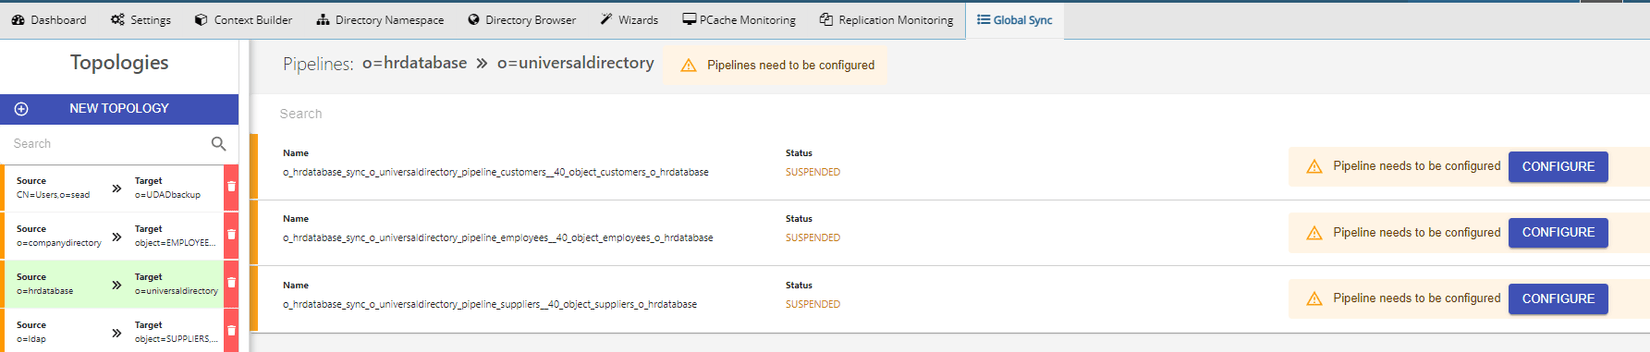 Dashboard Settings Context Builder Directory Namespace Directory Browser Wizards PCache Monitoring Replication Monitoring Global Sync
Topologies
NEW TOPOLOGY
Search
Source Target
CN=Users,o=sead o=UDADbackup
Source Target
o=companydirectory object=EMPLOYEE...
Source Target
o=hrdatabase o=universaldirectory
Source Target
o=ldap object=SUPPLIERS,...
Pipelines: o=hrdatabase » o=universaldirectory Pipelines need to be configured
Search
Name Status
o_hrdatabase_sync_o_universaldirectory_pipeline_customers__40_object_customers_o_hrdatabase SUSPENDED
Pipeline needs to be configured CONFIGURE
Name Status
o_hrdatabase_sync_o_universaldirectory_pipeline_employees__40_object_employees_o_hrdatabase SUSPENDED
Pipeline needs to be configured CONFIGURE
Name Status
o_hrdatabase_sync_o_universaldirectory_pipeline_suppliers__40_object_suppliers_o_hrdatabase SUSPENDED
Pipeline needs to be configured CONFIGURE